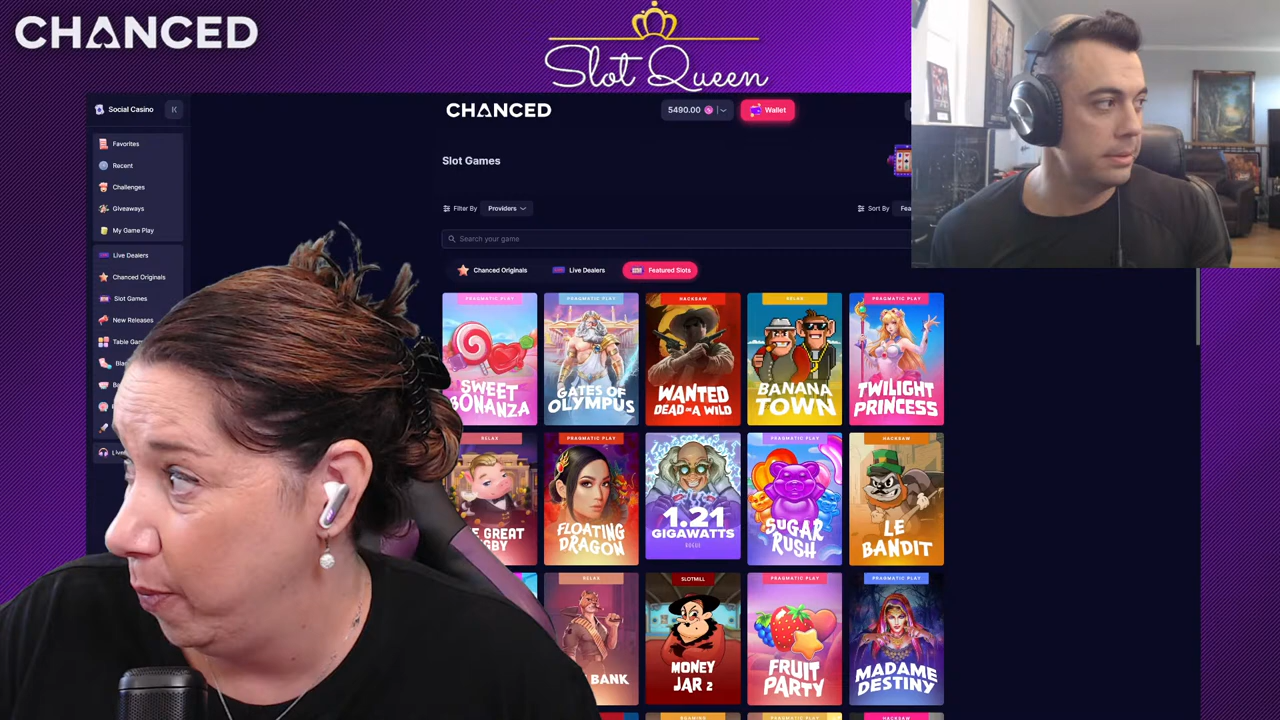 CHANCED
Slot Queen
Social Casino
CHANCED
5490.00
Wallet
Favorites
Recent
Challenges
Giveaways
My Game Play
Live Dealers
Chanced Originals
Slot Games
New Releases
Table
Slot Games
Filter By
Providers
Sort By
Search your game
Chanced Originals
Live Dealers
Featured Slots
PRAGMATIC PLAY
SWEET
BONANZA
PRAGMATIC PLAY
GATES OF
OLYMPUS
HACKSAW
WANTED
DEAD OR A WILD
RELAX
BANANA
TOWN
PRAGMATIC PLAY
TWILIGHT
PRINCESS
RELAX
GREAT
PRAGMATIC PLAY
FLOATING
DRAGON
1.21
GIGAWATTS
RELAX
PRAGMATIC PLAY
SUGAR
RUSH
HACKSAW
LE
BANDIT
RELAX
BANK
SLOTMILL
MONEY
JAR 2
PRAGMATIC PLAY
FRUIT
PARTY
PRAGMATIC PLAY
MADAME
DESTINY
HACKSAW